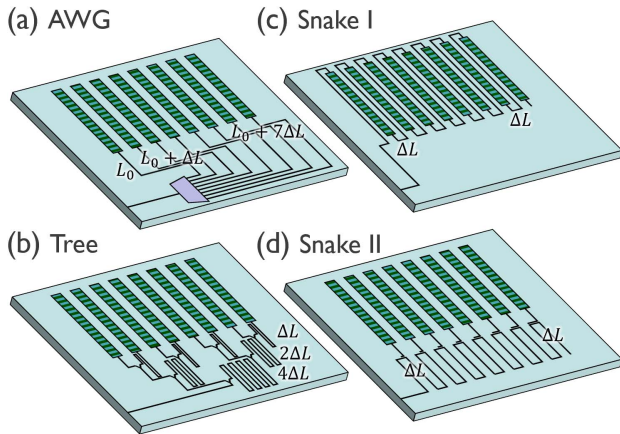 (a) AWG
L₀
L₀ + ΔL
L₀ + 7ΔL
(c) Snake I
ΔL
ΔL
(b) Tree
ΔL
2ΔL
4ΔL
(d) Snake II
ΔL
ΔL